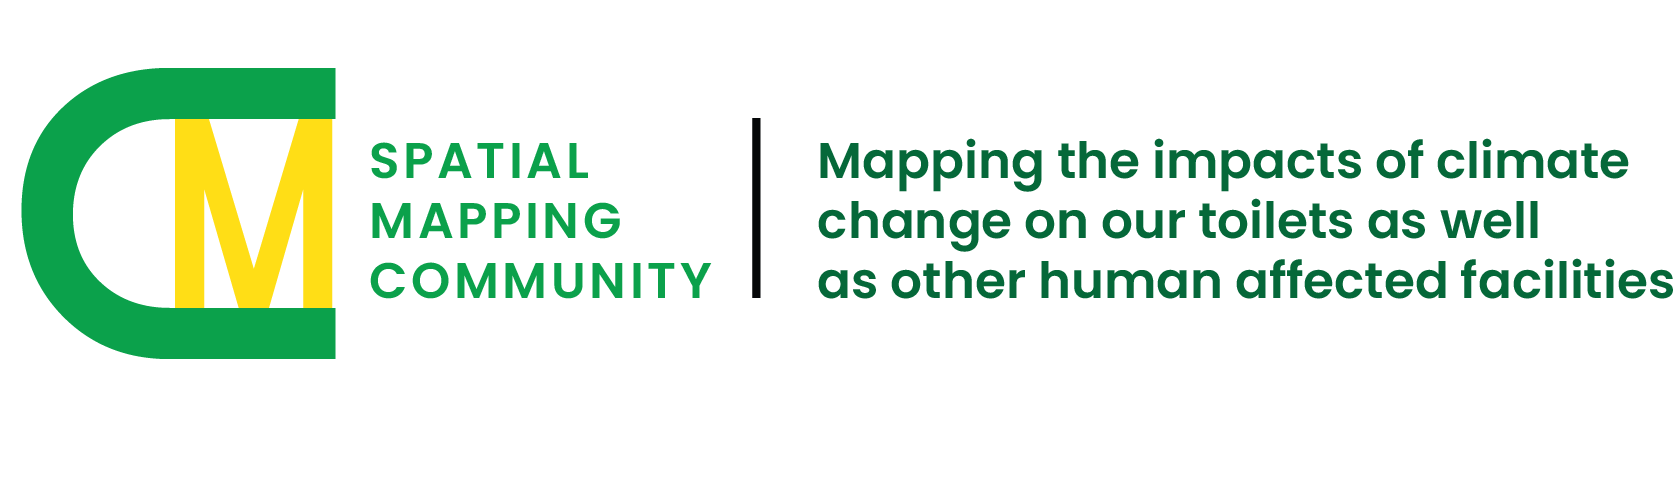 CM
SPATIAL
MAPPING
COMMUNITY
Mapping the impacts of climate
change on our toilets as well
as other human affected facilities